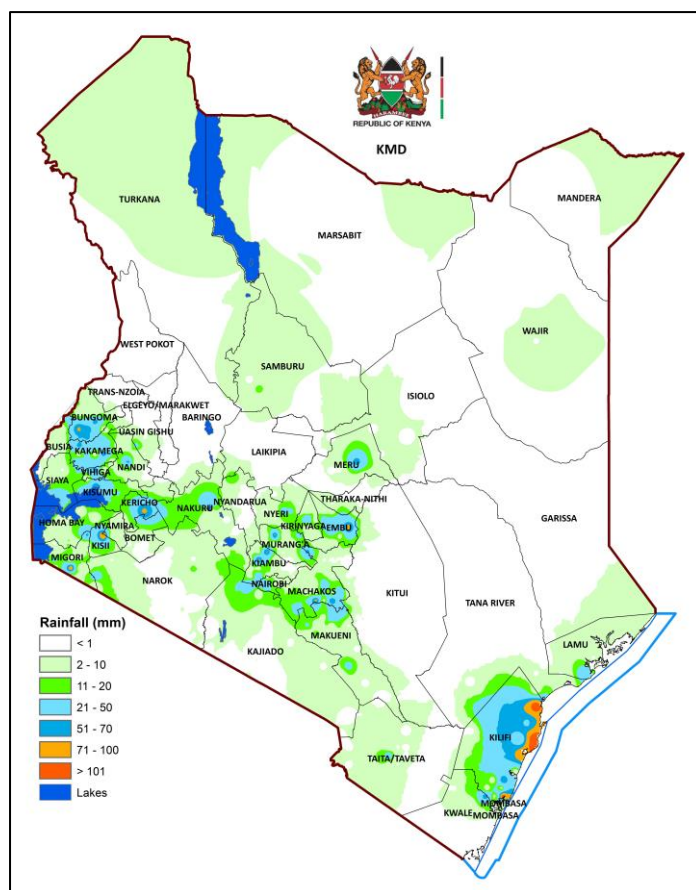 HARAMBEE
REPUBLIC OF KENYA
KMD
TURKANA
MANDERA
MARSABIT
WAJIR
WEST POKOT
SAMBURU
ISIOLO
TRANS-NZOIA
ELGEYO/MARAKWET
BUNGOMA
BARINGO
UASIN GISHU
BUSIA
KAKAMEGA
LAIKIPIA
NANDI
MERU
VIHIGA
SIAYA
KISUMU
KERICHO
NAKURU
NYANDARUA
THARAKA-NITHI
GARISSA
HOMA BAY
NYAMIRA
NYERI
KIRINYAGA
EMBU
KISII
BOMET
MURANG'A
MIGORI
NAROK
KIAMBU
KITUI
NAIROBI
MACHAKOS
TANA RIVER
MAKUENI
LAMU
KAJIADO
KILIFI
TAITA/TAVETA
MOMBASA
KWALE
MOMBASA
Rainfall (mm)
< 1
2 - 10
11 - 20
21 - 50
51 - 70
71 - 100
> 101
Lakes